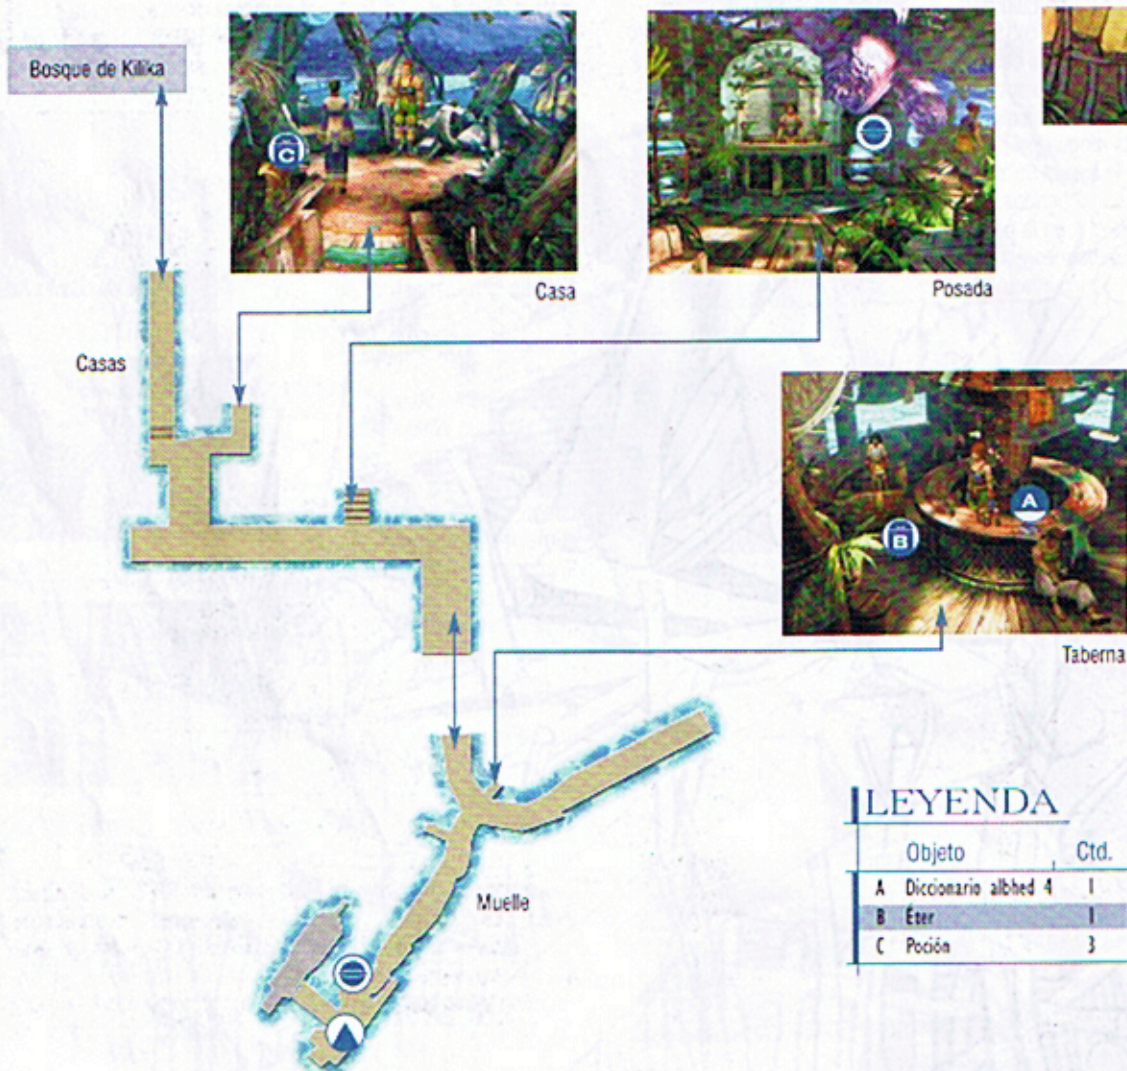 Bosque de Kilika
C
Casa
Posada
Casas
A
B
Taberna
Muelle
LEYENDA
Objeto Ctd.
A Diccionario albhed 4 1
B Éter 1
C Poción 3